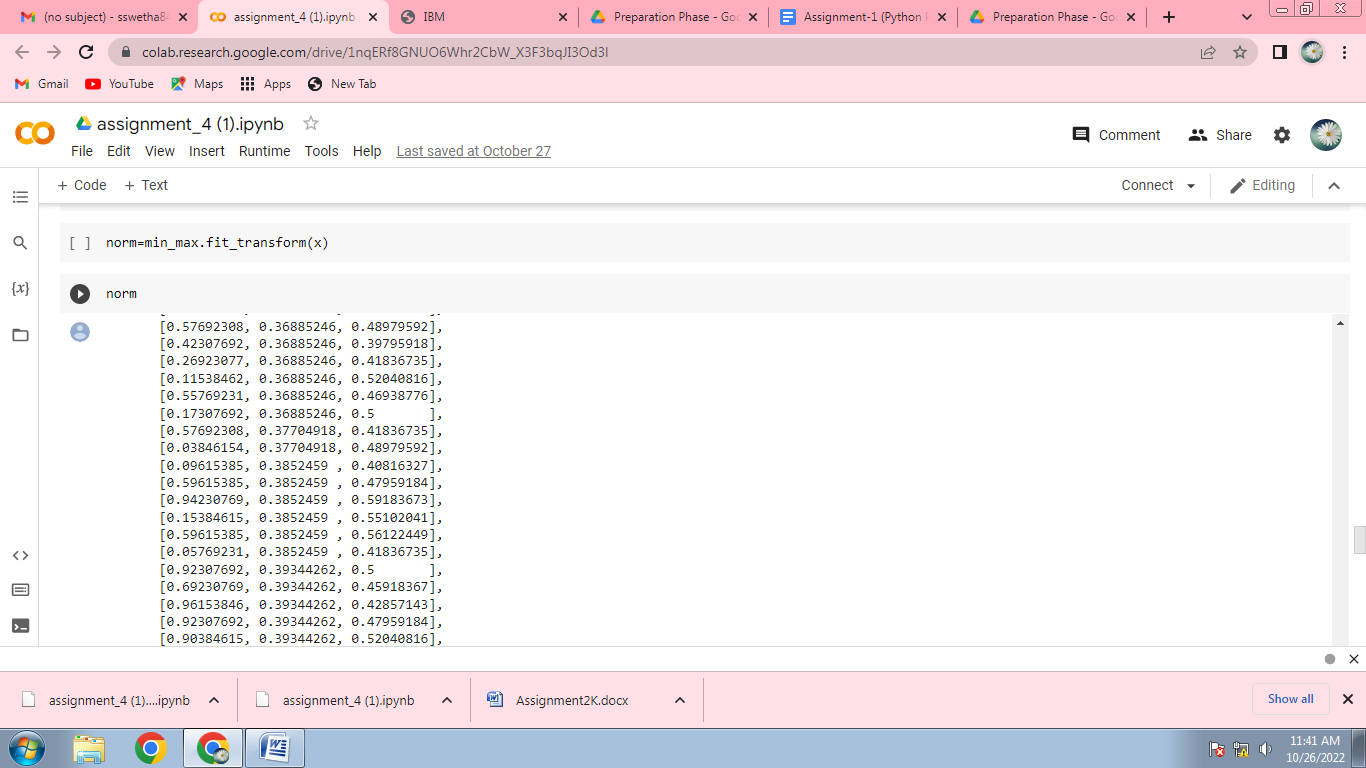 (no subject) - sswetha84
assignment_4 (1).ipynb
IBM
Preparation Phase - Goo
Assignment-1 (Python P
Preparation Phase - Goo
colab.research.google.com/drive/1nqERf8GNUO6Whr2CbW_X3F3bqJI3Od3I
Gmail
YouTube
Maps
Apps
New Tab
assignment_4 (1).ipynb
Comment
Share
File Edit View Insert Runtime Tools Help Last saved at October 27
+ Code + Text
Connect
Editing
[ ] norm=min_max.fit_transform(x)
norm
{x}
[0.57692308, 0.36885246, 0.48979592],
[0.42307692, 0.36885246, 0.39795918],
[0.26923077, 0.36885246, 0.41836735],
[0.11538462, 0.36885246, 0.52040816],
[0.55769231, 0.36885246, 0.46938776],
[0.17307692, 0.36885246, 0.5       ],
[0.57692308, 0.37704918, 0.41836735],
[0.03846154, 0.37704918, 0.48979592],
[0.09615385, 0.3852459 , 0.40816327],
[0.59615385, 0.3852459 , 0.47959184],
[0.94230769, 0.3852459 , 0.59183673],
[0.15384615, 0.3852459 , 0.55102041],
[0.59615385, 0.3852459 , 0.56122449],
[0.05769231, 0.3852459 , 0.41836735],
[0.92307692, 0.39344262, 0.5       ],
[0.69230769, 0.39344262, 0.45918367],
[0.96153846, 0.39344262, 0.42857143],
[0.92307692, 0.39344262, 0.47959184],
[0.90384615, 0.39344262, 0.52040816],
assignment_4 (1)....ipynb
assignment_4 (1).ipynb
Assignment2K.docx
Show all
11:41 AM
10/26/2022